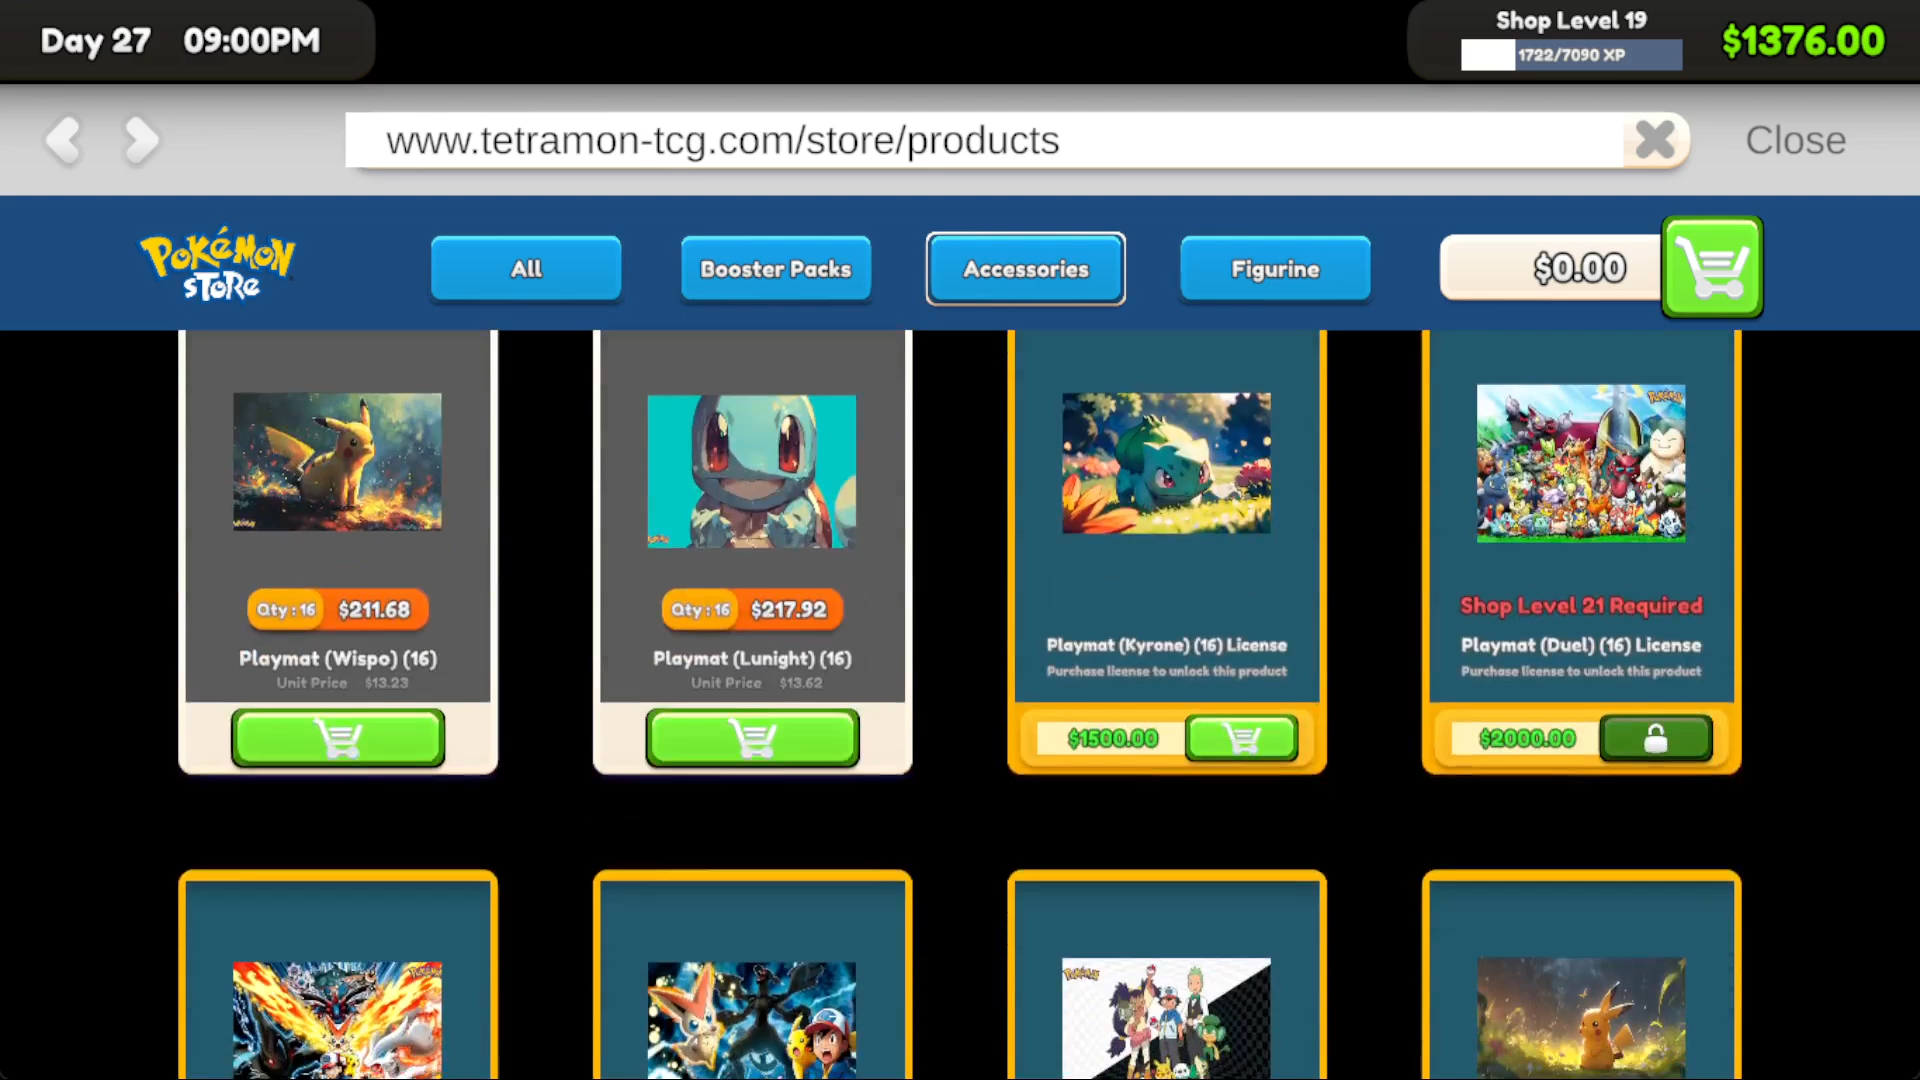 Day 27 09:00PM
Shop Level 19
1722/7090 XP
$1376.00
www.tetramon-tcg.com/store/products
Close
POKéMON
STORE
All
Booster Packs
Accessories
Figurine
$0.00
Qty : 16 $211.68
Playmat (Wispo) (16)
Unit Price $13.23
Qty : 16 $217.92
Playmat (Lunight) (16)
Unit Price $13.62
Playmat (Kyrone) (16) License
Purchase license to unlock this product
$1500.00
Shop Level 21 Required
Playmat (Duel) (16) License
Purchase license to unlock this product
$2000.00